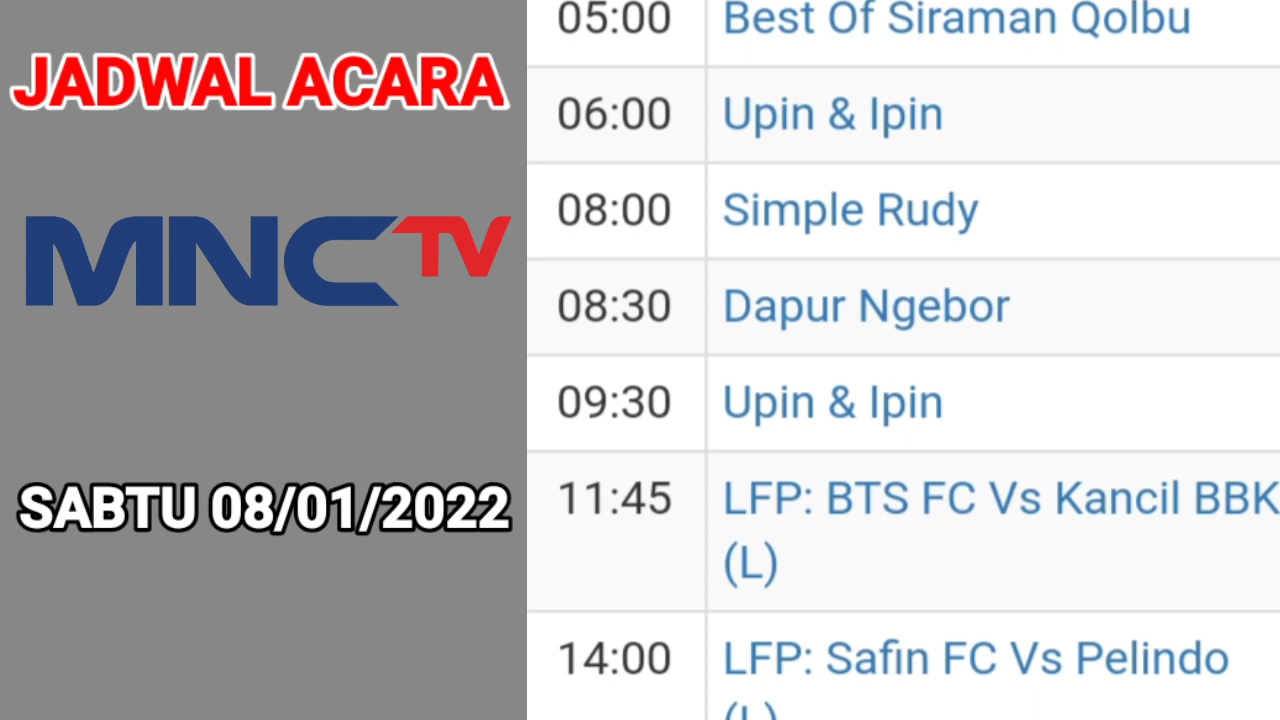 JADWAL ACARA
MNCTV
SABTU 08/01/2022
05:00 Best Of Siraman Qolbu
06:00 Upin & Ipin
08:00 Simple Rudy
08:30 Dapur Ngebor
09:30 Upin & Ipin
11:45 LFP: BTS FC Vs Kancil BBK
(L)
14:00 LFP: Safin FC Vs Pelindo
(L)